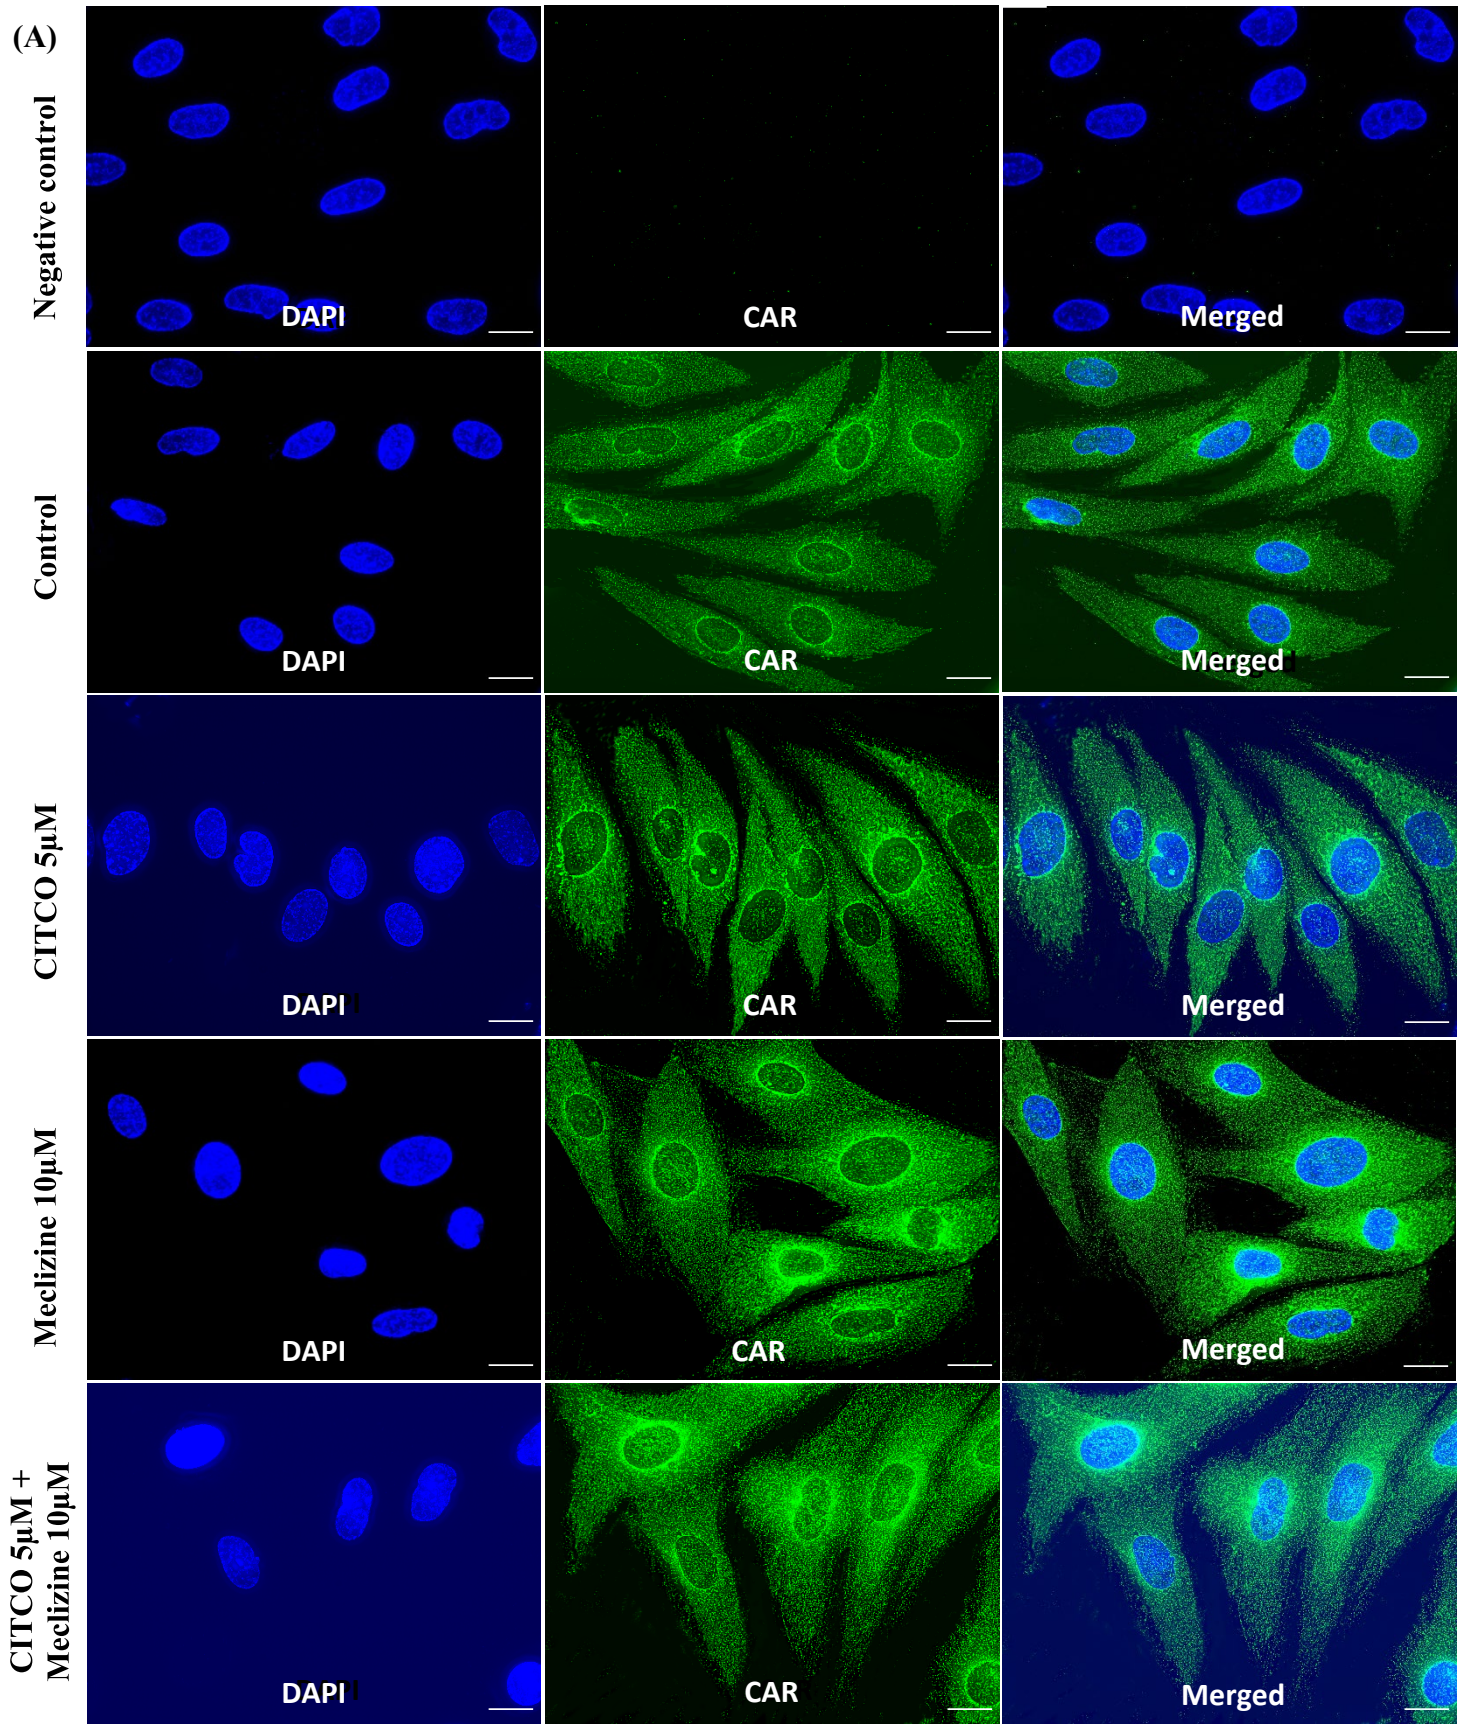 (A)
Negative control
DAPI
CAR
Merged
Control
DAPI
CAR
Merged
CITCO 5µM
DAPI
CAR
Merged
Meclizine 10µM
DAPI
CAR
Merged
CITCO 5µM +
Meclizine 10µM
DAPI
CAR
Merged